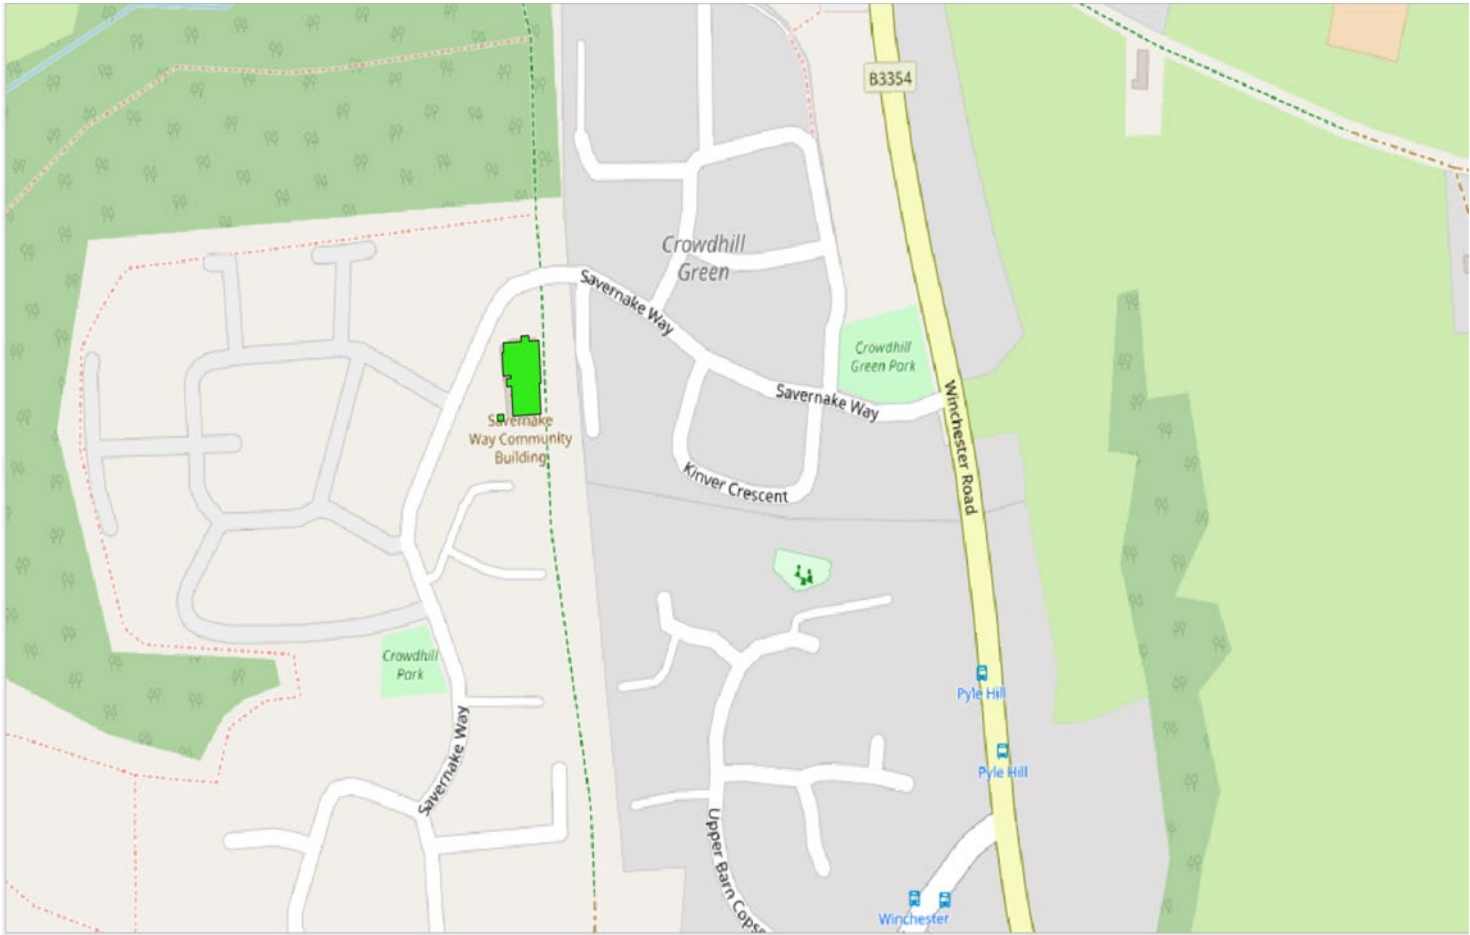 B3354
Crowdhill
Green
Savernake Way
Crowdhill
Green Park
Savernake Way
Winchester Road
Savernake
Way Community
Building
Kinver Crescent
Crowdhill
Park
Pyle Hill
Savernake Way
Pyle Hill
Upper Barn Copse
Winchester